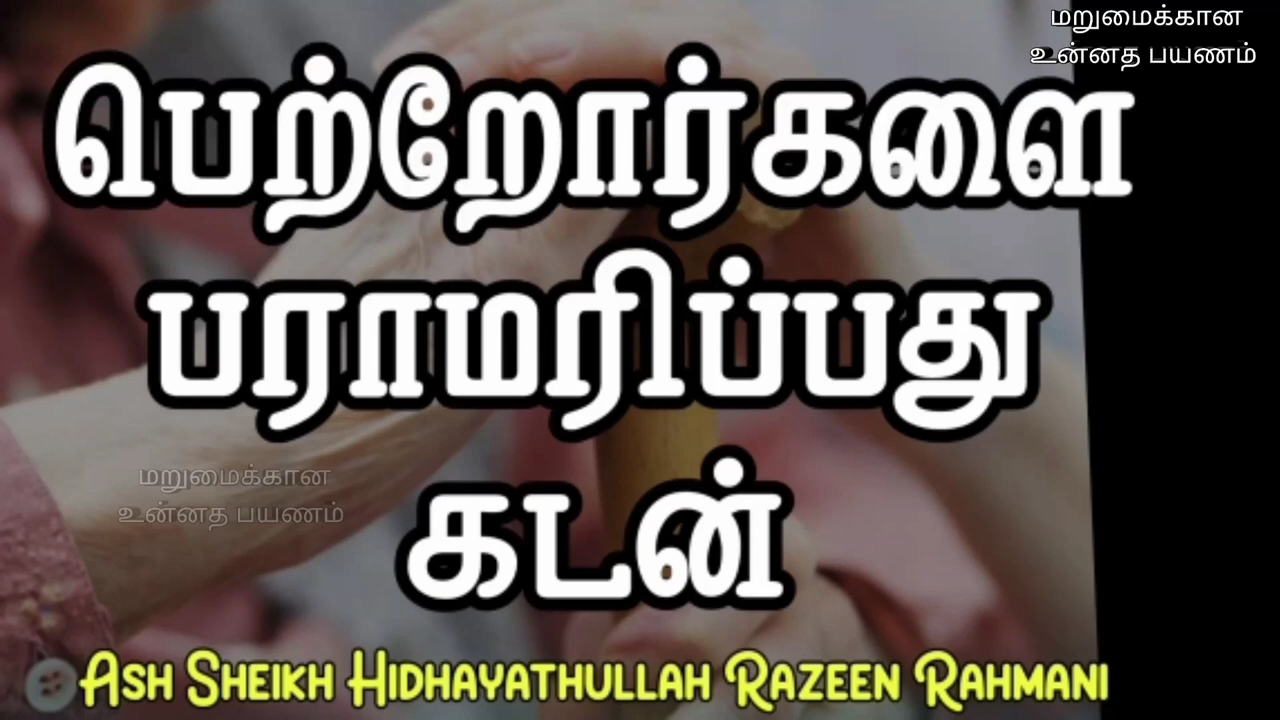 மறுமைக்கான
உன்னத பயணம்
பெற்றோர்களை
பராமரிப்பது
மறுமைக்கான
உன்னத பயணம்
கடன்
ASH SHEIKH HIDHAYATHULLAH RAZEEN RAHMANI